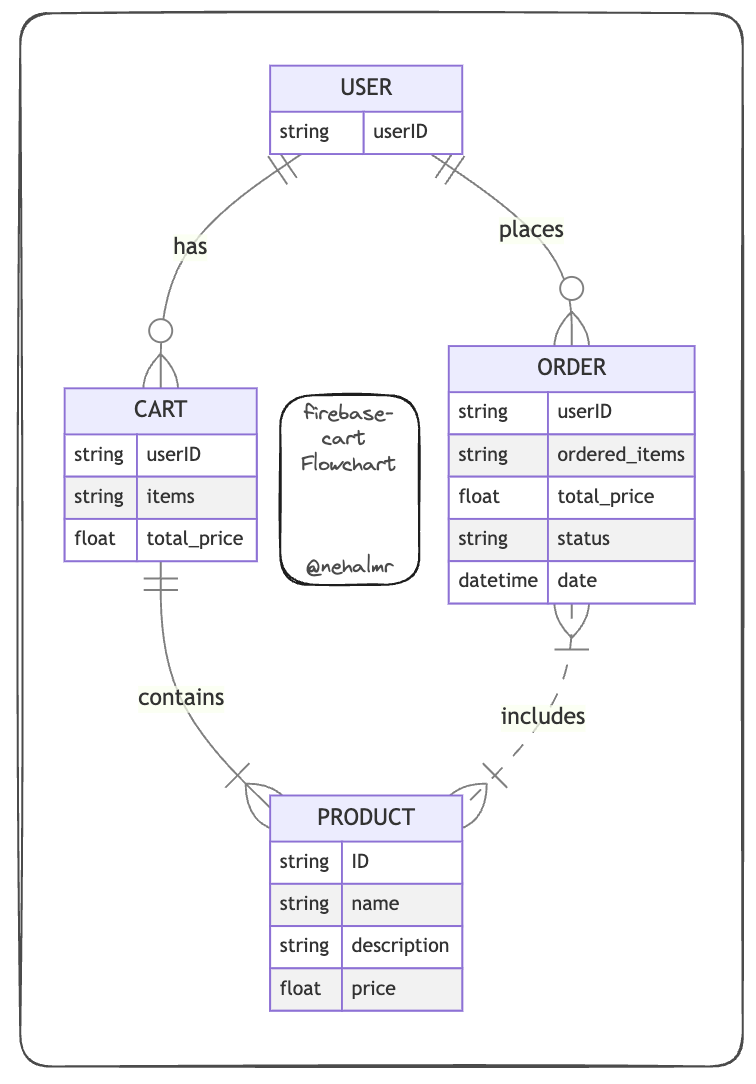 USER
string userID
has
places
CART
string userID
string items
float total_price
firebase-
cart
Flowchart
@nehalmr
ORDER
string userID
string ordered_items
float total_price
string status
datetime date
contains
includes
PRODUCT
string ID
string name
string description
float price